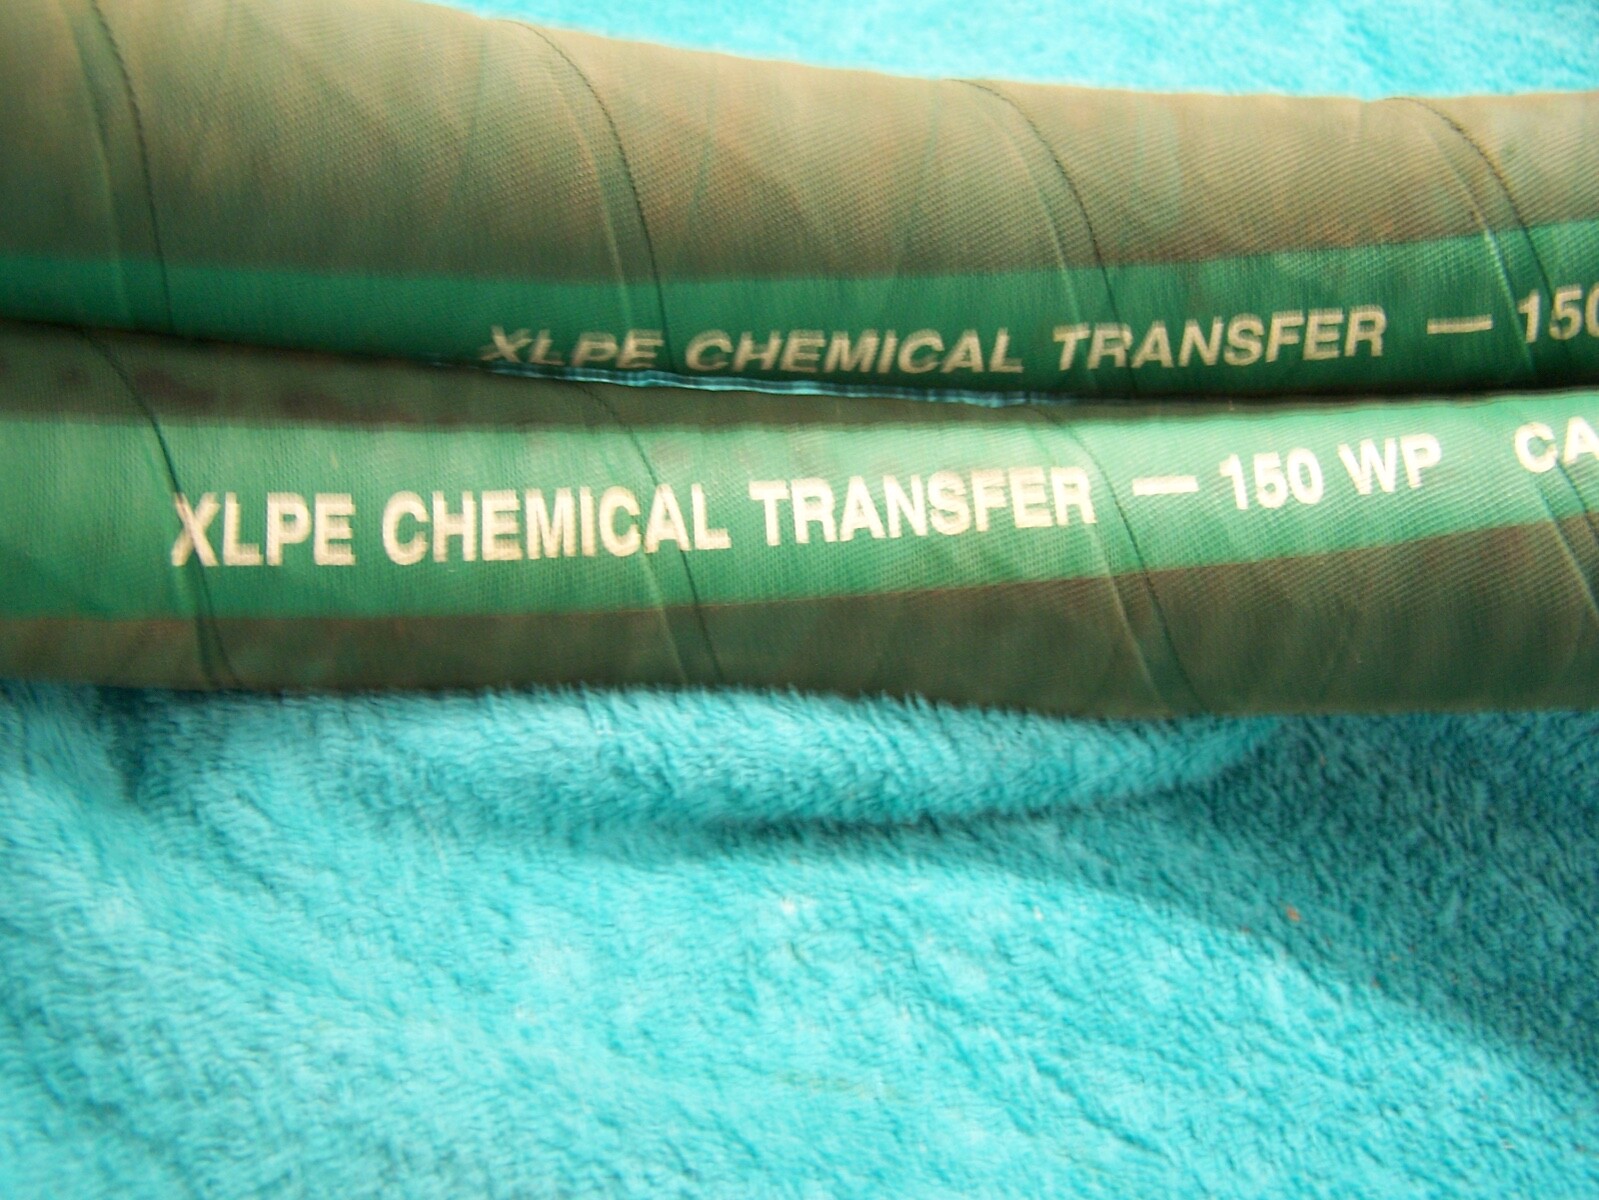 XLPE CHEMICAL TRANSFER — 150
XLPE CHEMICAL TRANSFER — 150 WP CA